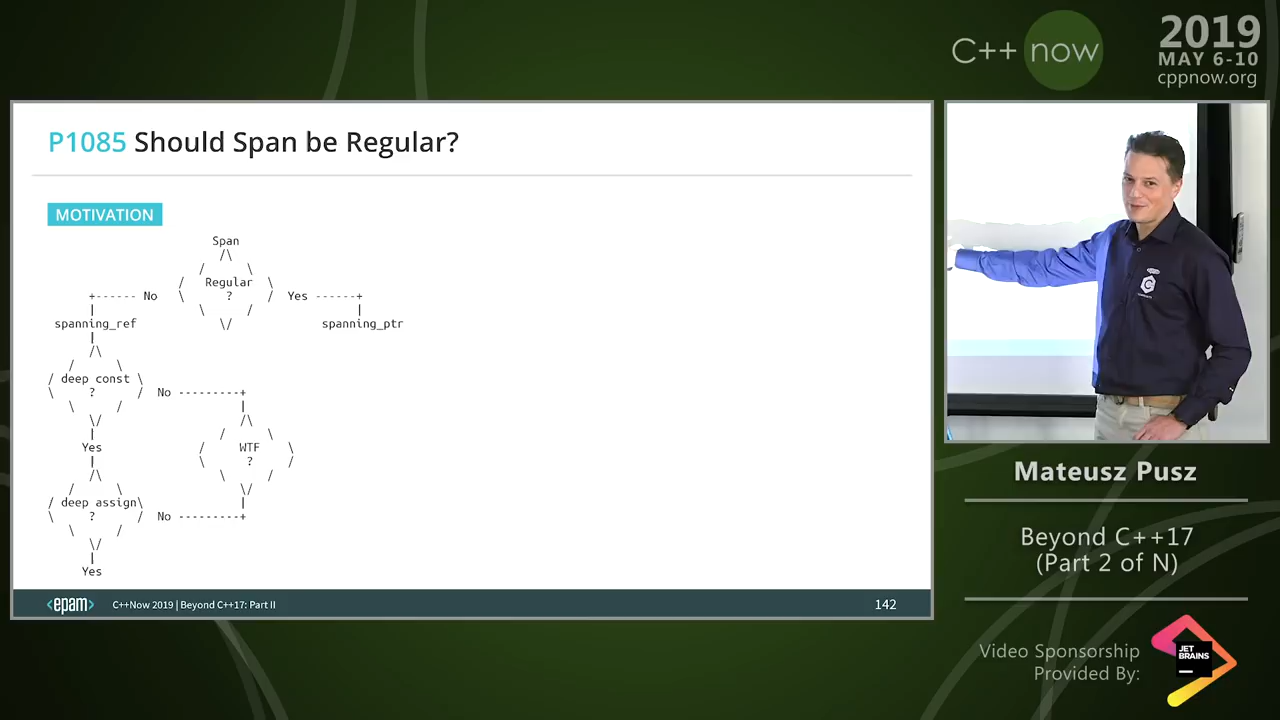 C++ now
2019
MAY 6-10
cppnow.org
P1085 Should Span be Regular?
MOTIVATION
Span
/\
/ \
/ Regular \
+------ No \ ? / Yes ------+
| \ / |
spanning_ref \/ spanning_ptr
|
/\
/ \
/ deep const \
\ ? / No ---------+
\ / |
\/ /\
| / \
Yes / WTF \
| \ ? /
/\ \ /
/ \ \/
/ deep assign\ |
\ ? / No ---------+
\ /
\/
|
Yes
<epam> C++Now 2019 | Beyond C++17: Part II 142
Mateusz Pusz
Beyond C++17
(Part 2 of N)
Video Sponsorship
Provided By:
JET
BRAINS